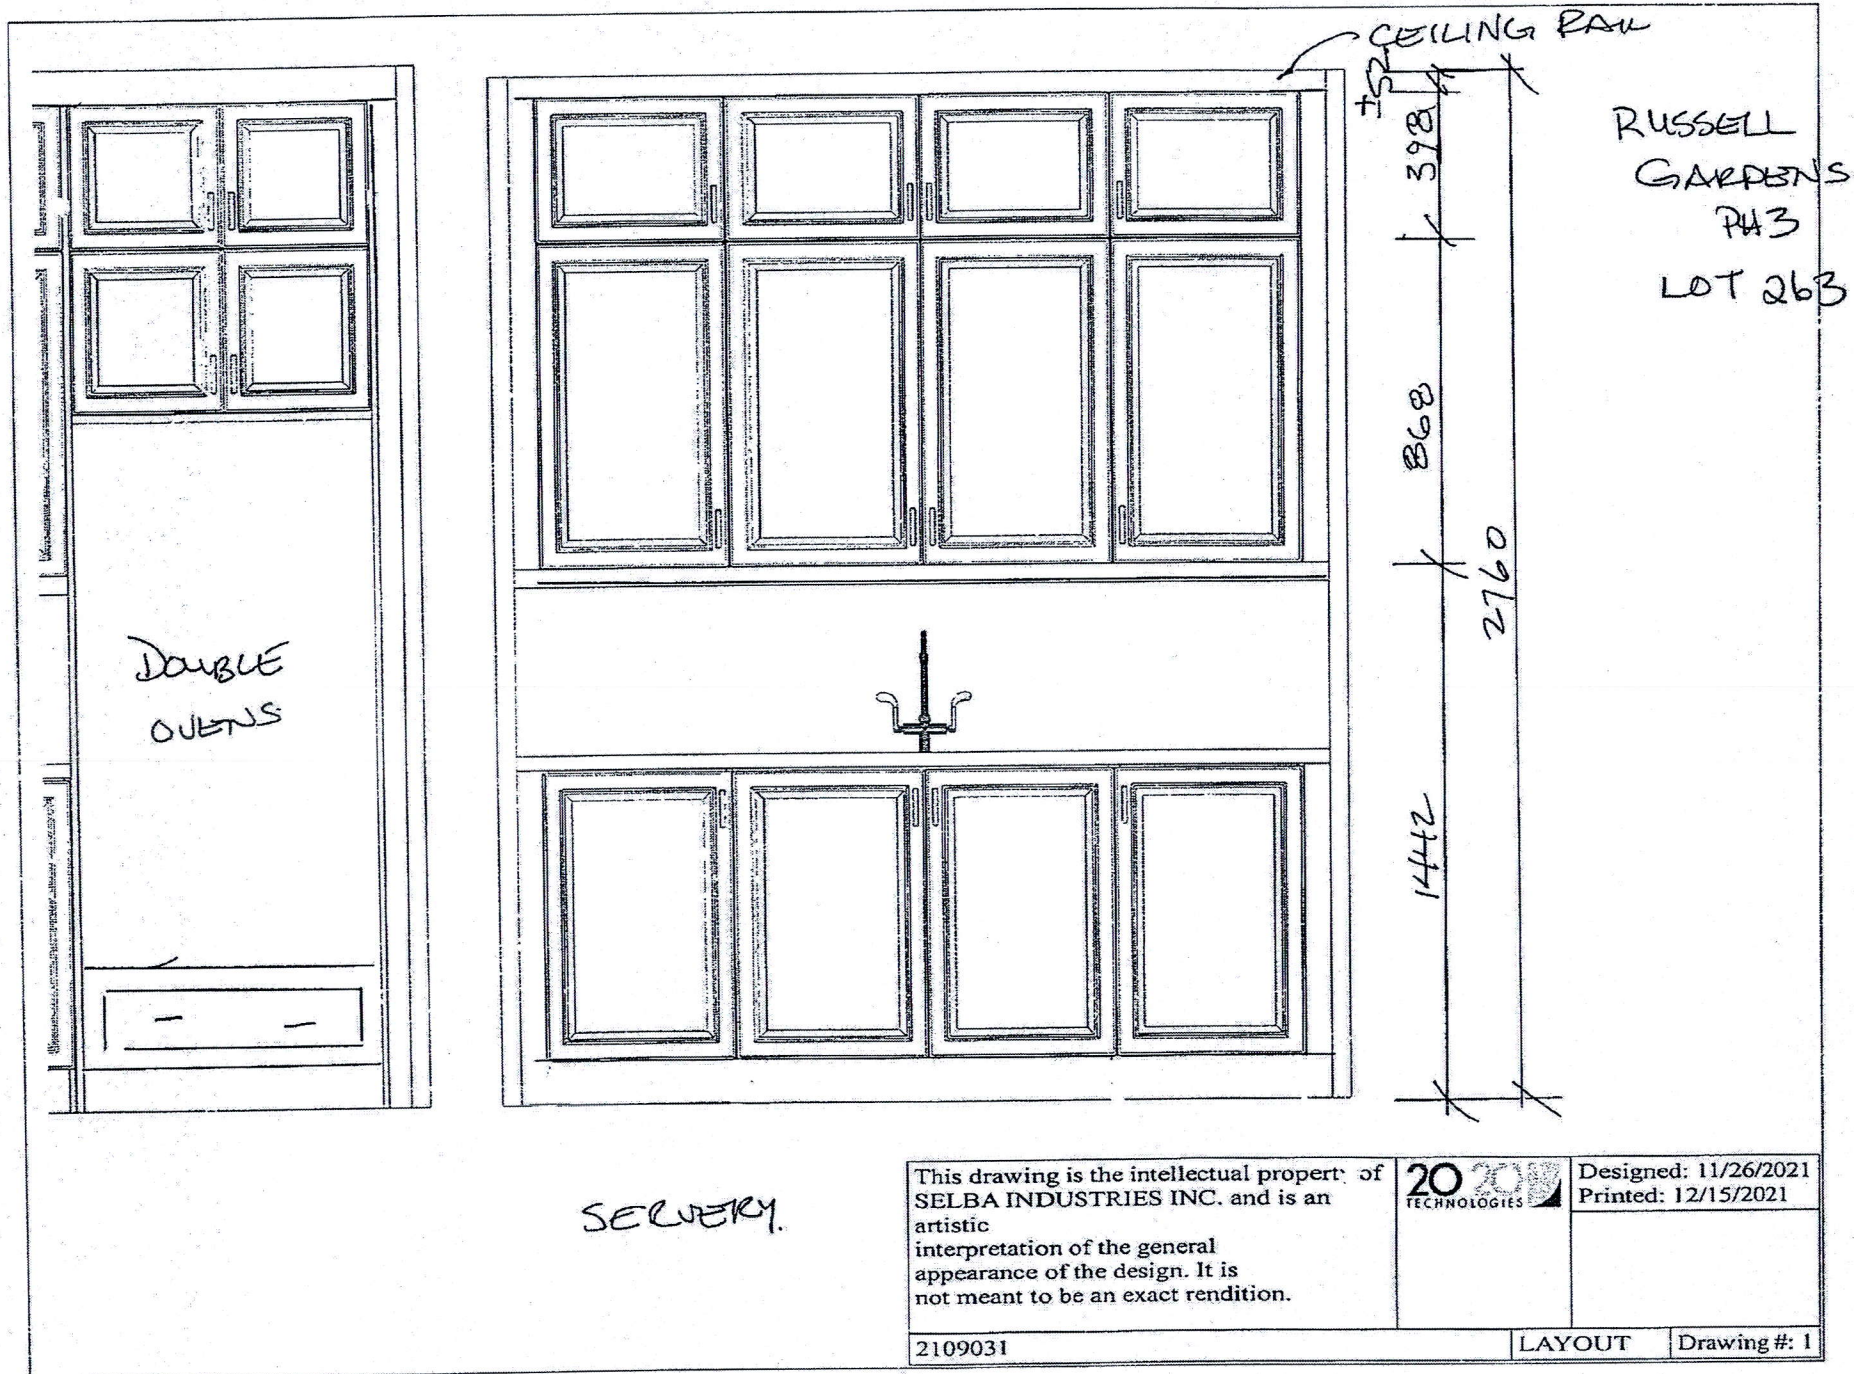 CEILING RAIL
±52
398
868
2760
1442
RUSSELL
GARDENS
PH3
LOT 263
DOUBLE
OVENS
SERVERY.
This drawing is the intellectual property of
SELBA INDUSTRIES INC. and is an
artistic
interpretation of the general
appearance of the design. It is
not meant to be an exact rendition.
20 20
TECHNOLOGIES
Designed: 11/26/2021
Printed: 12/15/2021
2109031
LAYOUT
Drawing #: 1